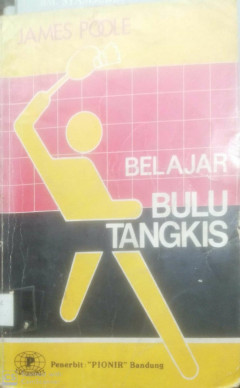 JAMES POOLE
BELAJAR
BULU
TANGKIS
Penerbit "PIONIR" Bandung